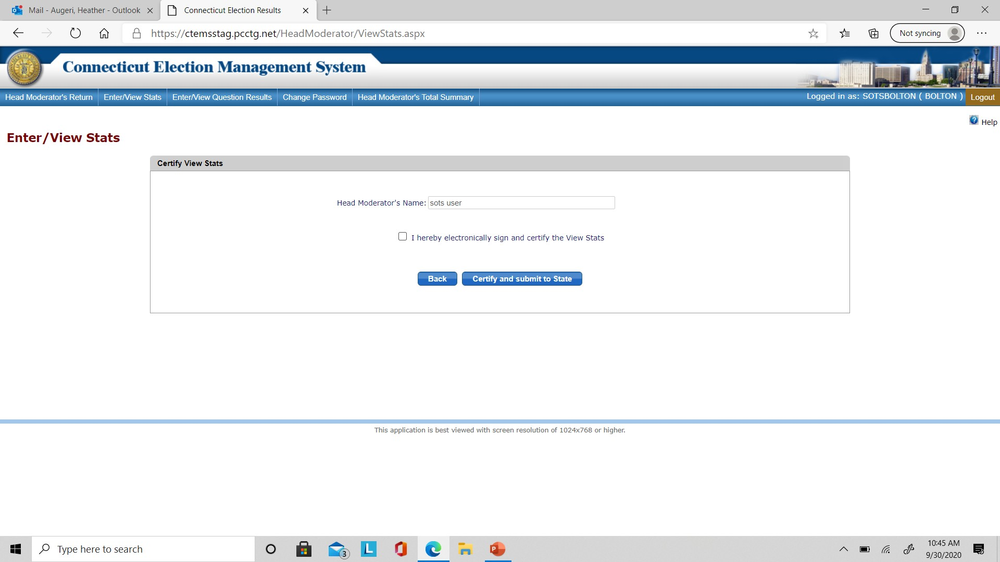 Mail - Augeri, Heather - Outlook
Connecticut Election Results
https://ctemsstag.pcctg.net/HeadModerator/ViewStats.aspx
Not syncing
Connecticut Election Management System
Head Moderator's Return
Enter/View Stats
Enter/View Question Results
Change Password
Head Moderator's Total Summary
Logged in as: SOTSBOLTON ( BOLTON )
Logout
Help
Enter/View Stats
Certify View Stats
Head Moderator's Name: sots user
I hereby electronically sign and certify the View Stats
Back
Certify and submit to State
This application is best viewed with screen resolution of 1024x768 or higher.
Type here to search
3
L
P
10:45 AM
9/30/2020